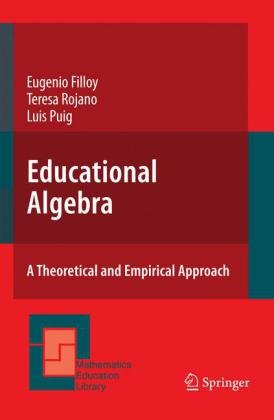 Eugenio Filloy
Teresa Rojano
Luis Puig
Educational
Algebra
A Theoretical and Empirical Approach
Mathematics
Education
Library
Springer